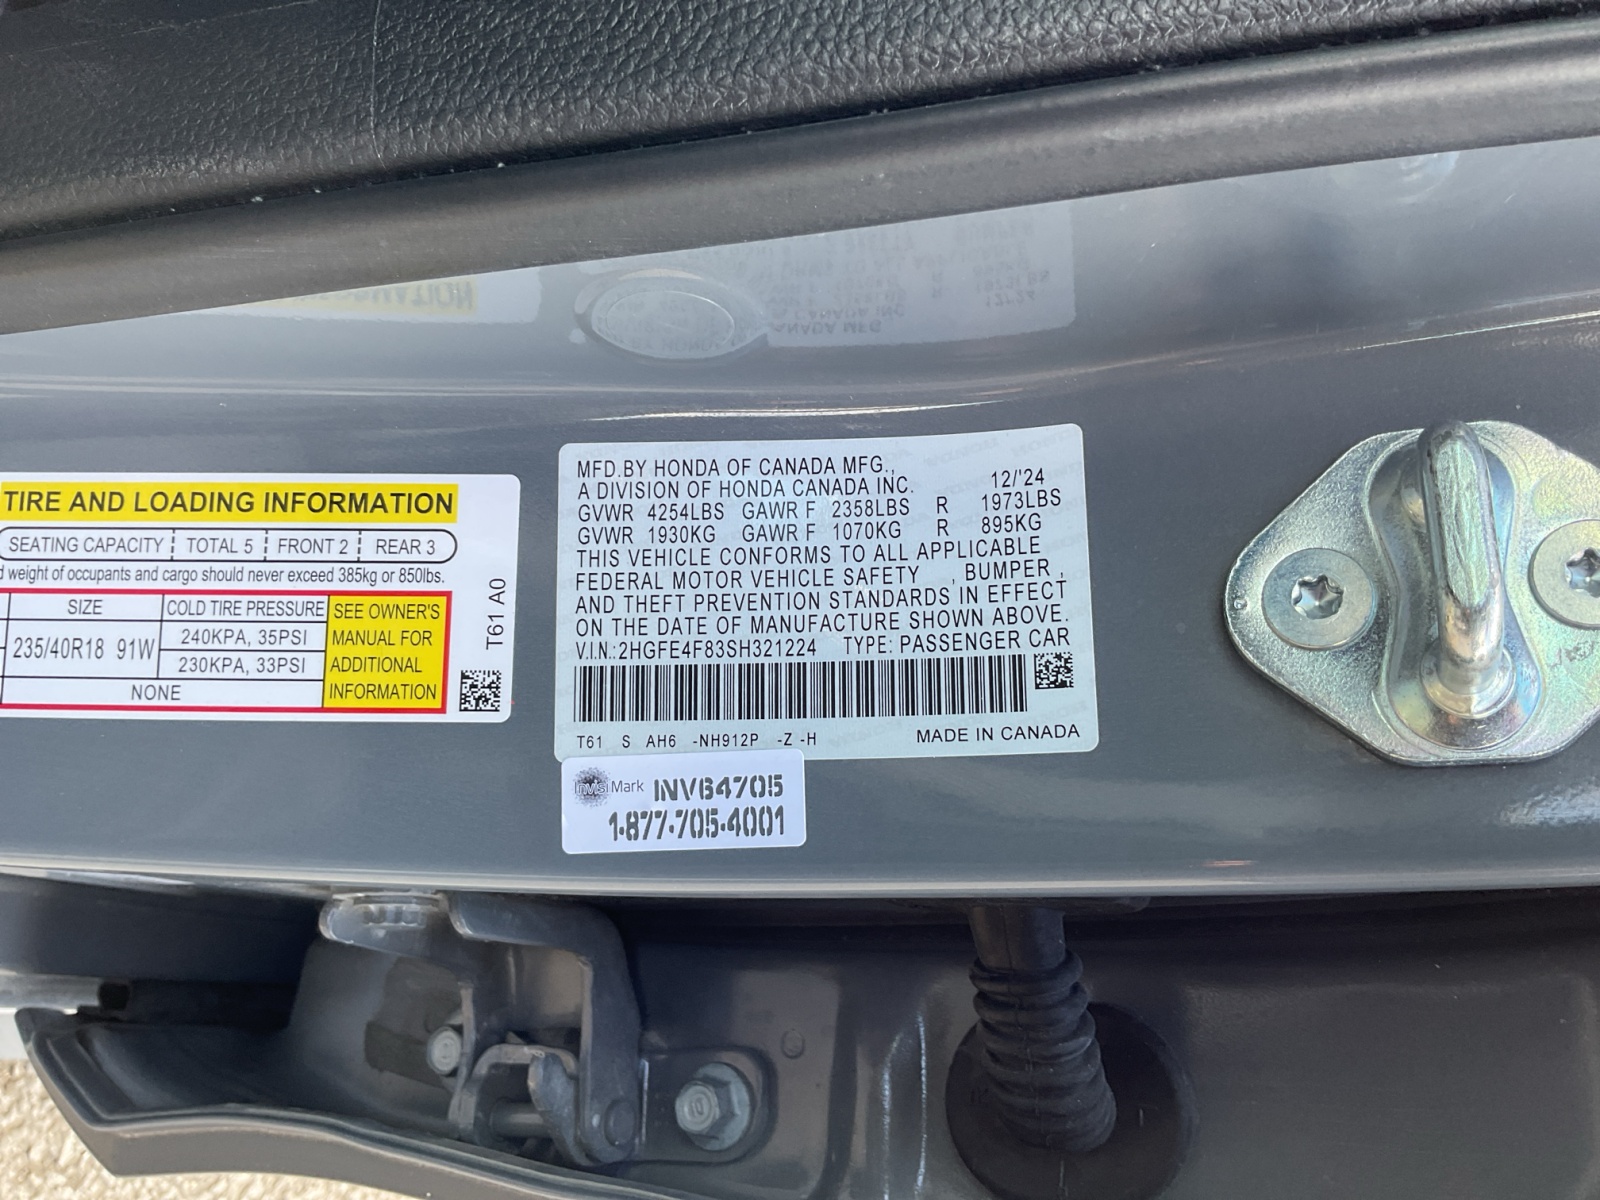 TIRE AND LOADING INFORMATION
SEATING CAPACITY TOTAL 5 FRONT 2 REAR 3
weight of occupants and cargo should never exceed 385kg or 850lbs.
SIZE COLD TIRE PRESSURE SEE OWNER'S MANUAL FOR ADDITIONAL INFORMATION
235/40R18 91W 240KPA, 35PSI
230KPA, 33PSI
NONE
T61 A0
MFD.BY HONDA OF CANADA MFG.,
A DIVISION OF HONDA CANADA INC. 12/'24
GVWR 4254LBS GAWR F 2358LBS R 1973LBS
GVWR 1930KG GAWR F 1070KG R 895KG
THIS VEHICLE CONFORMS TO ALL APPLICABLE
FEDERAL MOTOR VEHICLE SAFETY , BUMPER ,
AND THEFT PREVENTION STANDARDS IN EFFECT
ON THE DATE OF MANUFACTURE SHOWN ABOVE.
V.I.N.:2HGFE4F83SH321224 TYPE: PASSENGER CAR
T61 S AH6 -NH912P -Z -H MADE IN CANADA
InvisiMark INV64705
1-877-705-4001